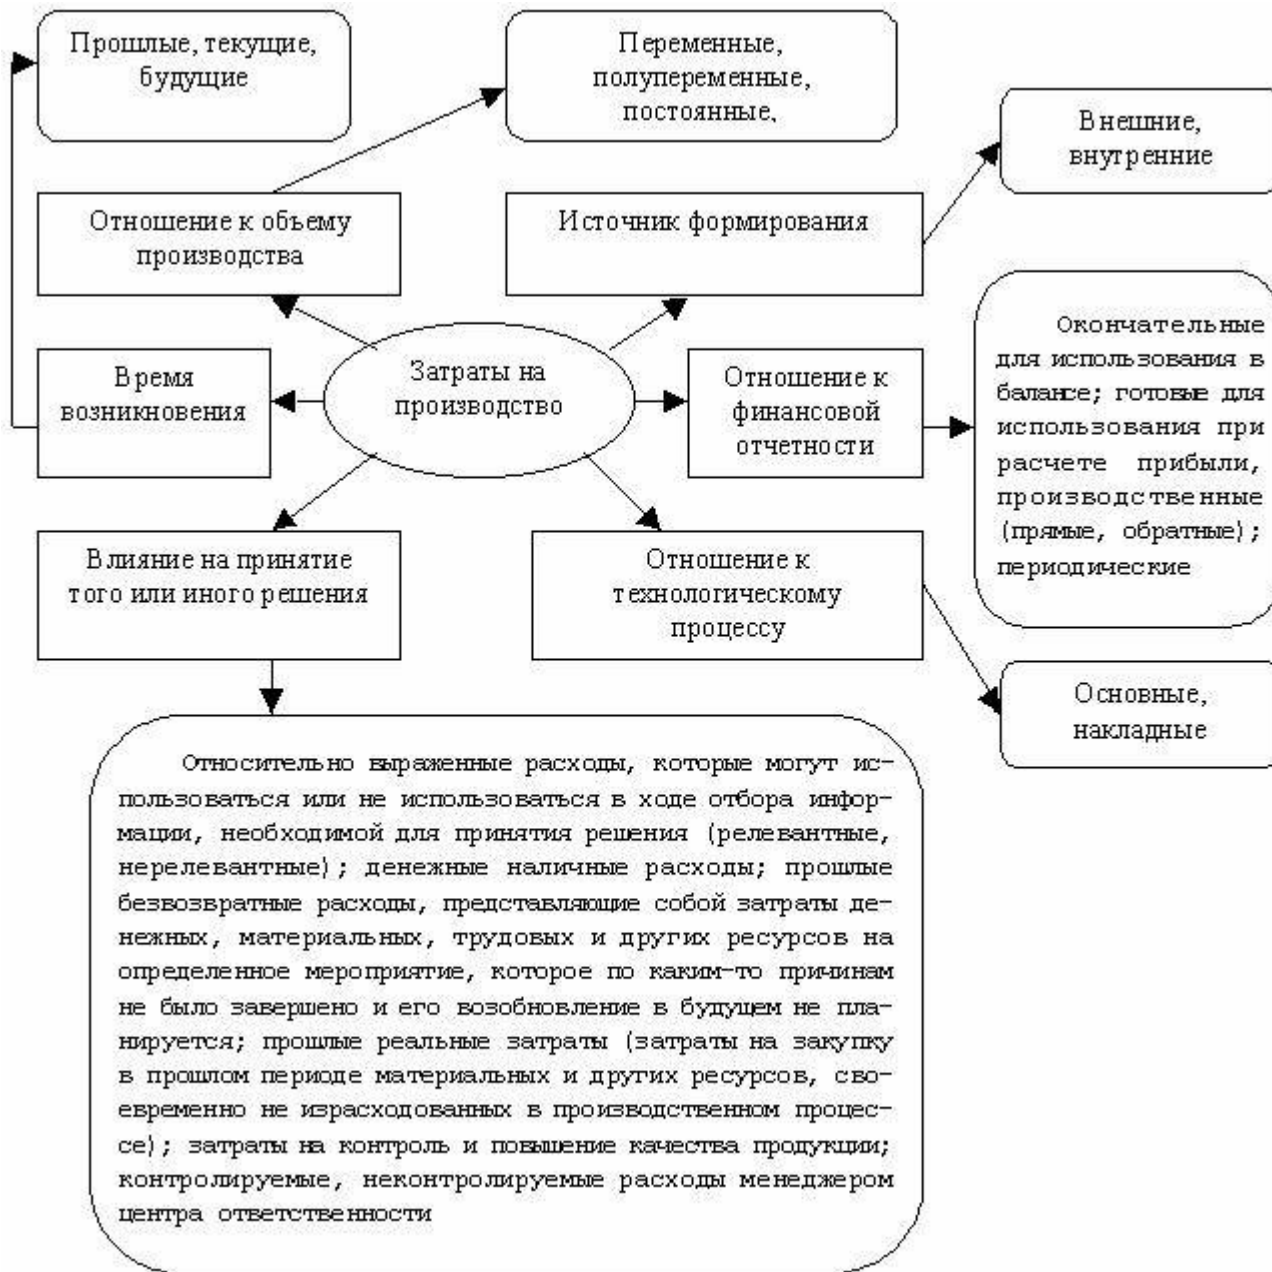 Прошлые, текущие,
будущие
Переменные,
полупеременные,
постоянные.
Внешние,
внутренние
Отношение к объему
производства
Источник формирования
Окончательные
для использования в
балансе; готовые для
использования при
расчете прибыли,
производственные
(прямые, обратные);
периодические
Время
возникновения
Затраты на
производство
Отношение к
финансовой
отчетности
Влияние на принятие
того или иного решения
Отношение к
технологическому
процессу
Основные,
накладные
Относительно выраженные расходы, которые могут ис-
пользоваться или не использоваться в ходе отбора инфор-
мации, необходимой для принятия решения (релевантные,
нерелевантные); денежные наличные расходы; прошлые
безвозвратные расходы, представляющие собой затраты де-
нежных, материальных, трудовых и других ресурсов на
определенное мероприятие, которое по каким-то причинам
не было завершено и его возобновление в будущем не пла-
нируется; прошлые реальные затраты (затраты на закупку
в прошлом периоде материальных и других ресурсов, сво-
евременно не израсходованных в производственном процес-
се); затраты на контроль и повышение качества продукции;
контролируемые, неконтролируемые расходы менеджером
центра ответственности